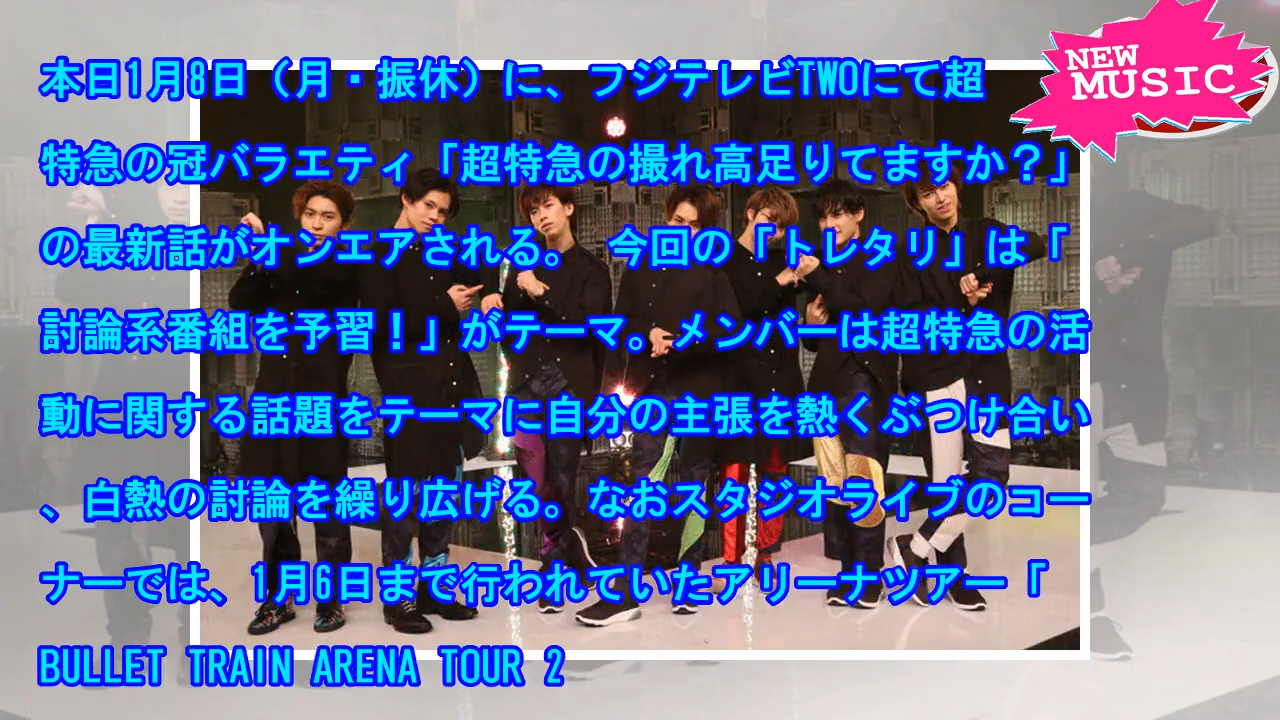 本日1月8日（月・振休）に、フジテレビTWOにて超
特急の冠バラエティ「超特急の撮れ高足りてますか？」
の最新話がオンエアされる。 今回の「トレタリ」は「
討論系番組を予習！」がテーマ。メンバーは超特急の活
動に関する話題をテーマに自分の主張を熱くぶつけ合い
、白熱の討論を繰り広げる。なおスタジオライブのコー
ナーでは、1月6日まで行われていたアリーナツアー「
BULLET TRAIN ARENA TOUR 2
NEW
MUSIC